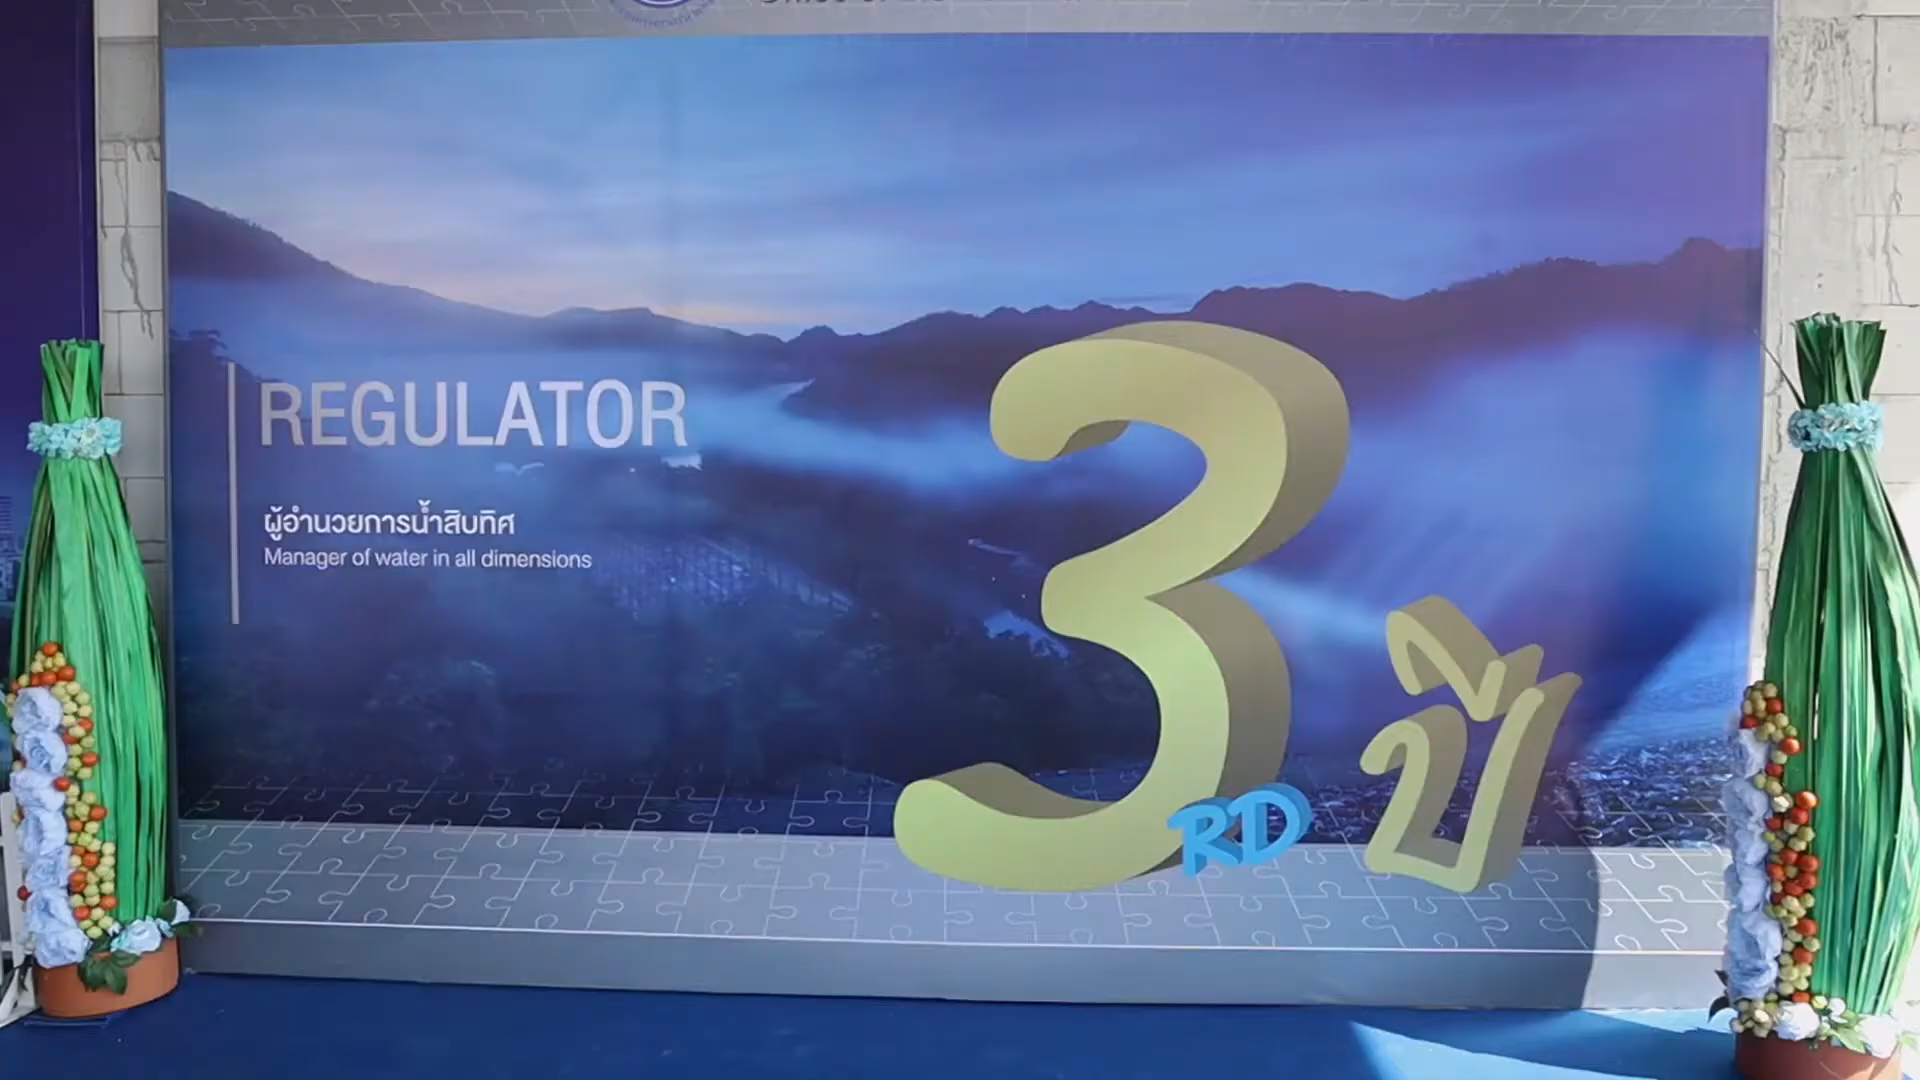 REGULATOR
ผู้อำนวยการน้ำสิบทิศ
Manager of water in all dimensions
3
RD
ปี